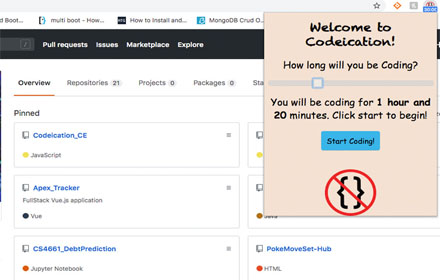 d Boot...
multi boot - How...
How to Install and...
MongoDB Crud O...
/
Pull requests Issues Marketplace Explore
Overview Repositories 21 Projects 0 Packages 0 Sta
Pinned
Codeication_CE
JavaScript
Apex_Tracker
FullStack Vue.js application
Vue
Java
CS4661_DebtPrediction
Jupyter Notebook
PokeMoveSet-Hub
HTML
Welcome to
Codeication!
How long will you be Coding?
You will be coding for 1 hour and
20 minutes. Click start to begin!
Start Coding!
{}